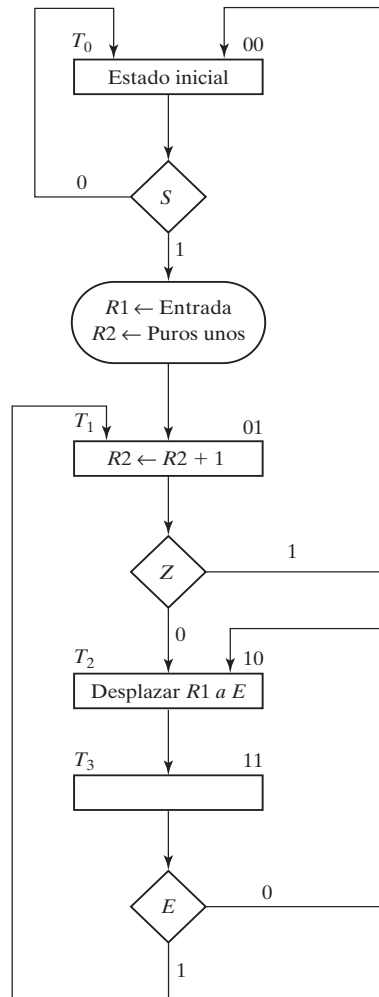 T0 00
Estado inicial
0 S
1
R1 ← Entrada
R2 ← Puros unos
T1 01
R2 ← R2 + 1
Z 1
0
T2 10
Desplazar R1 a E
T3 11
E 0
1